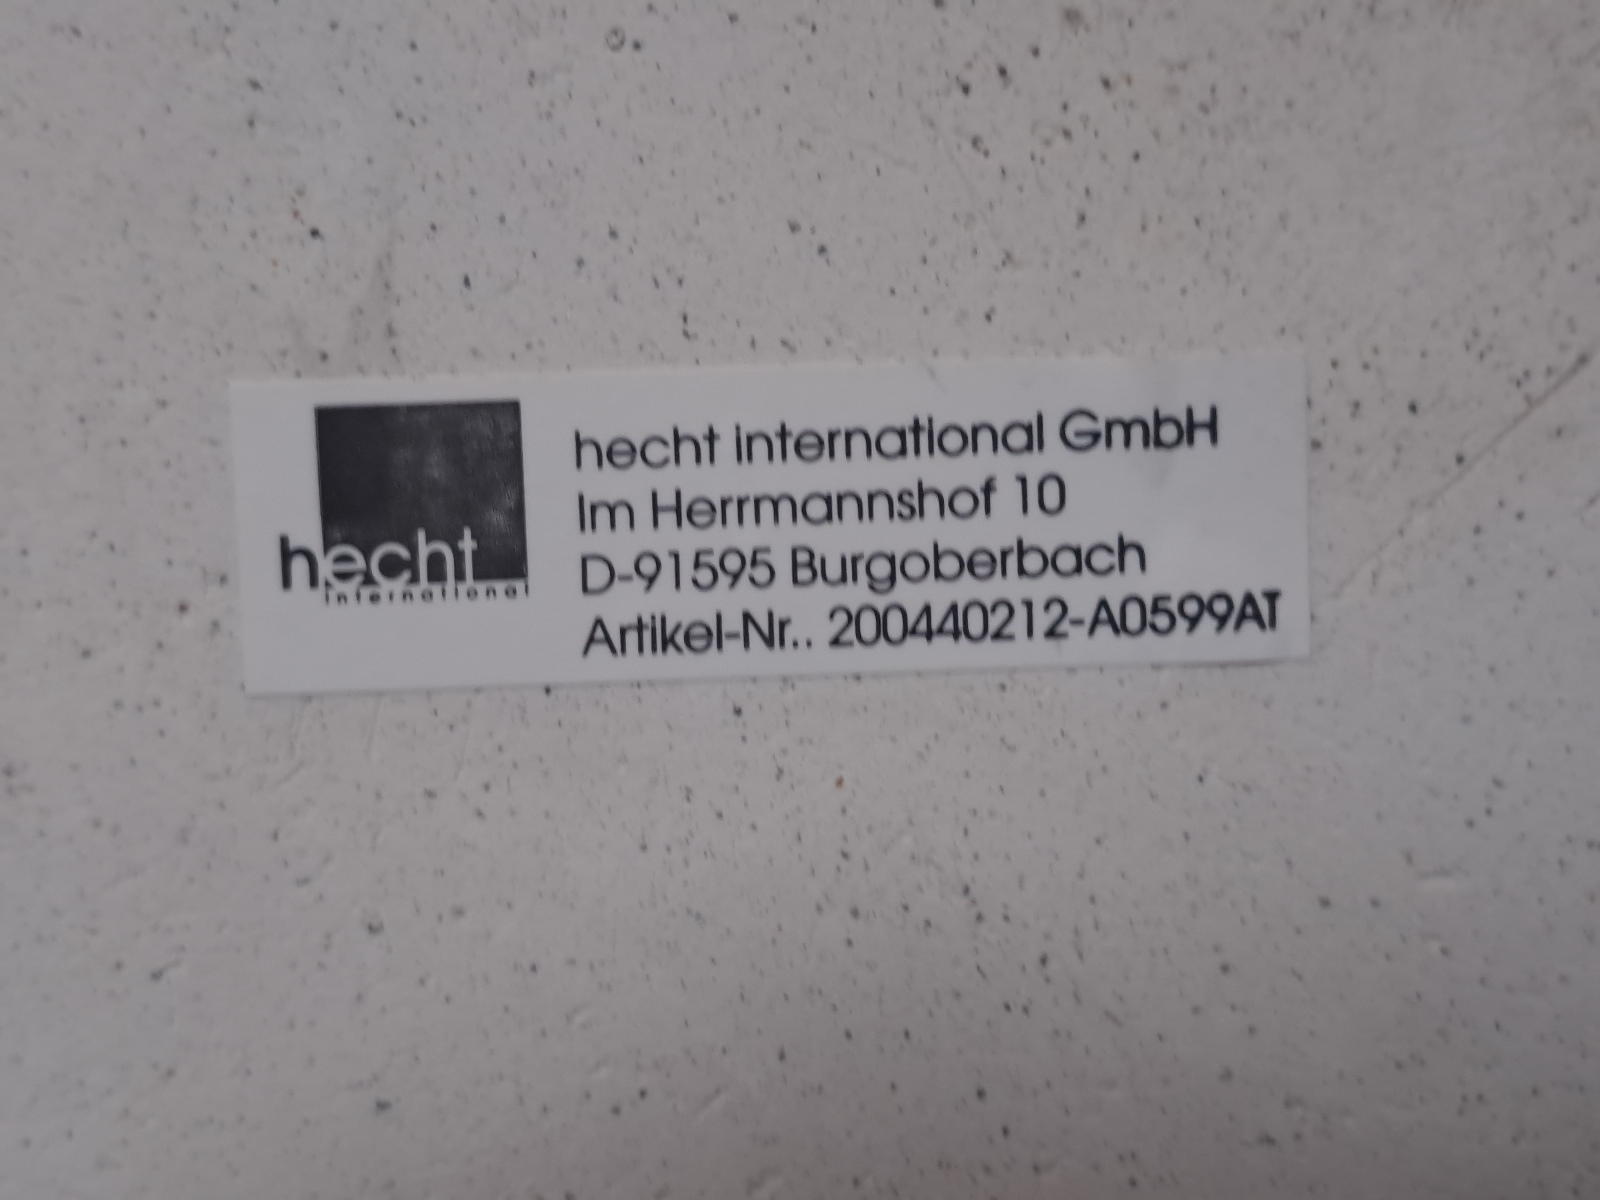 hecht
international
hecht international GmbH
Im Herrmannshof 10
D-91595 Burgoberbach
Artikel-Nr.. 200440212-A0599AT